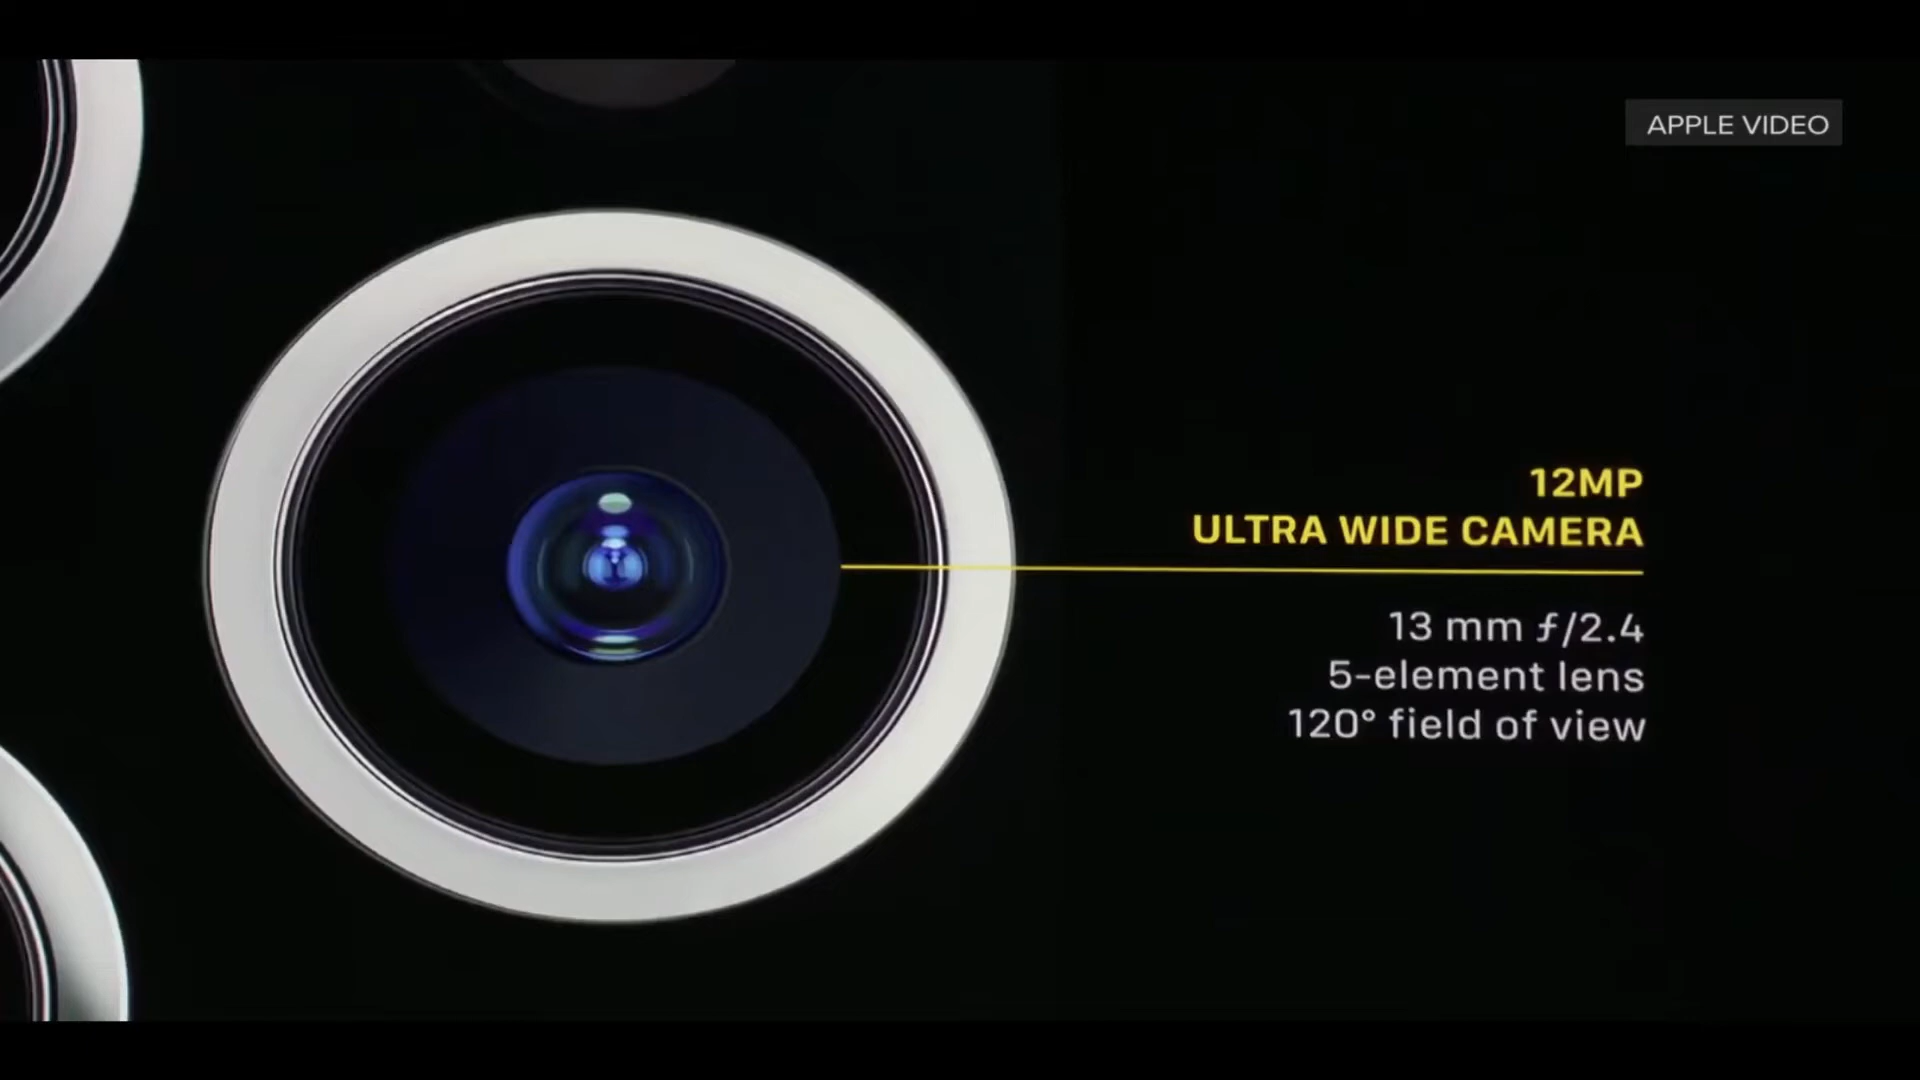 APPLE VIDEO
12MP
ULTRA WIDE CAMERA
13 mm ƒ/2.4
5-element lens
120° field of view